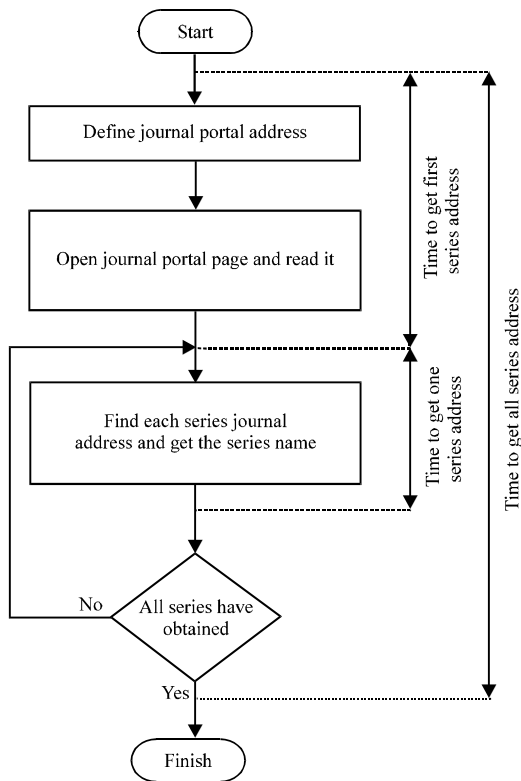 Start
Define journal portal address
Open journal portal page and read it
Find each series journal
address and get the series name
No
All series have
obtained
Yes
Finish
Time to get first
series address
Time to get one
series address
Time to get all series address